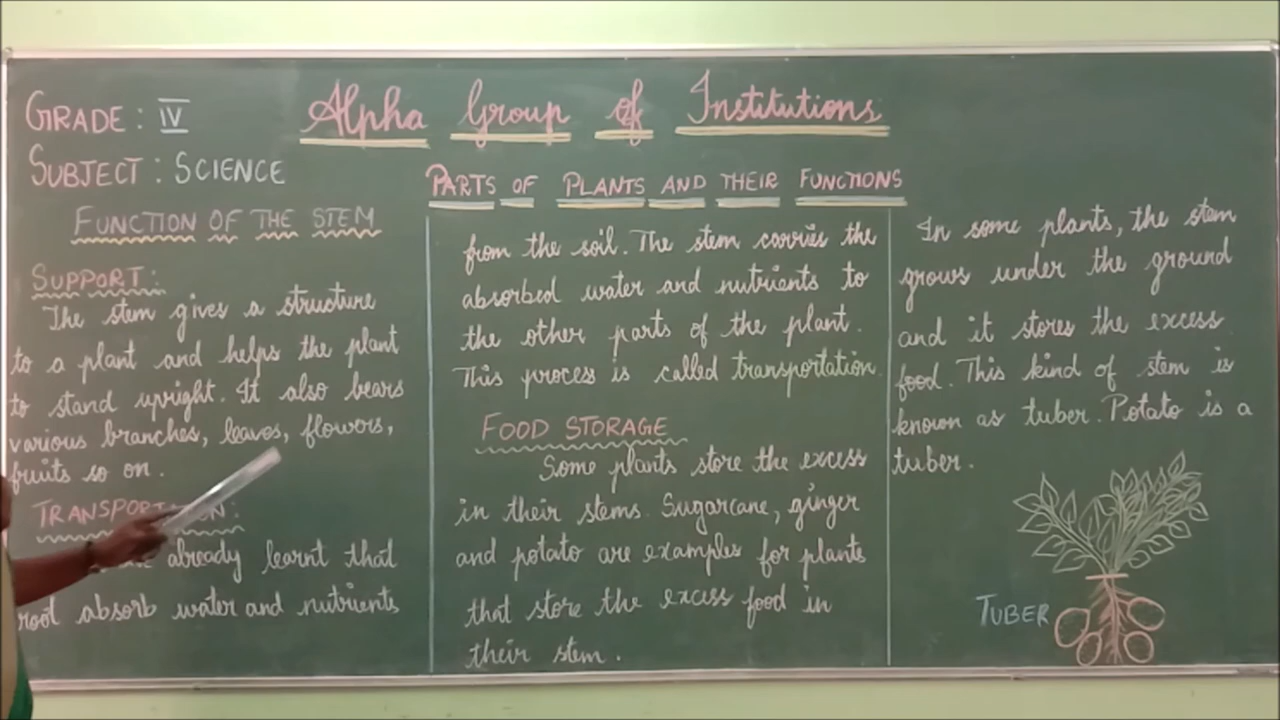 GRADE : IV
Alpha Group of Institutions
SUBJECT : SCIENCE
PARTS OF PLANTS AND THEIR FUNCTIONS
FUNCTION OF THE STEM
SUPPORT :
The stem gives a structure
to a plant and helps the plant
to stand upright. It also bears
various branches, leaves, flowers,
fruits so on .
already learnt that
root absorb water and nutrients
from the soil. The stem carries the
absorbed water and nutrients to
the other parts of the plant.
This process is called transportation.
FOOD STORAGE
Some plants store the excess
in their stems. Sugarcane, ginger
and potato are examples for plants
that store the excess food in
their stem .
In some plants, the stem
grows under the ground
and it stores the excess
food. This kind of stem is
known as tuber. Potato is a
tuber.
TUBER